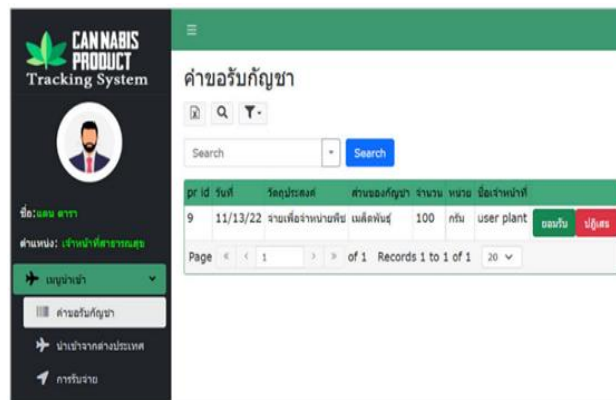 CANNABIS
PRODUCT
Tracking System
ชื่อ:แดน ดารา
ตำแหน่ง: เจ้าหน้าที่สาธารณสุข
เมนูนำเข้า
คำขอรับกัญชา
นำเข้าจากต่างประเทศ
การรับจ่าย
คำขอรับกัญชา
Search Search
pr id วันที่ วัตถุประสงค์ ส่วนของกัญชา จำนวน หน่วย ชื่อเจ้าหน้าที่
9 11/13/22 จ่ายเพื่อจำหน่ายพืช เมล็ดพันธุ์ 100 กรัม user plant ยอมรับ ปฏิเสธ
Page 1 of 1 Records 1 to 1 of 1 20